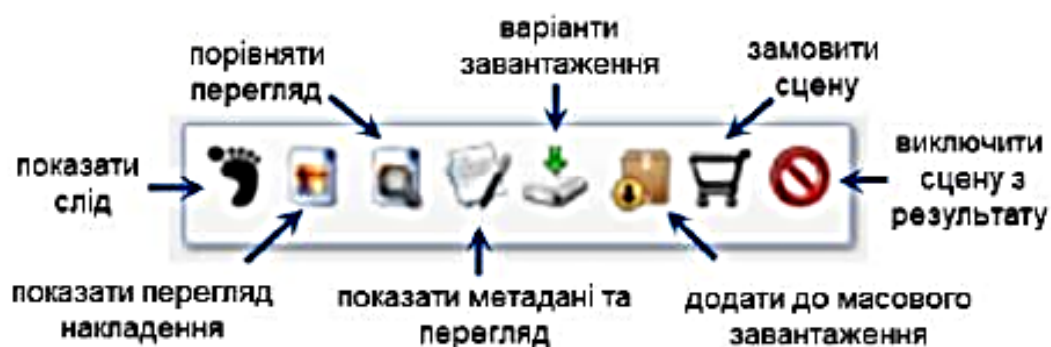 порівняти
перегляд
варіанти
завантаження
замовити
сцену
показати
слід
виключити
сцену з
результату
показати перегляд
накладення
показати метадані та
перегляд
додати до масового
завантаження